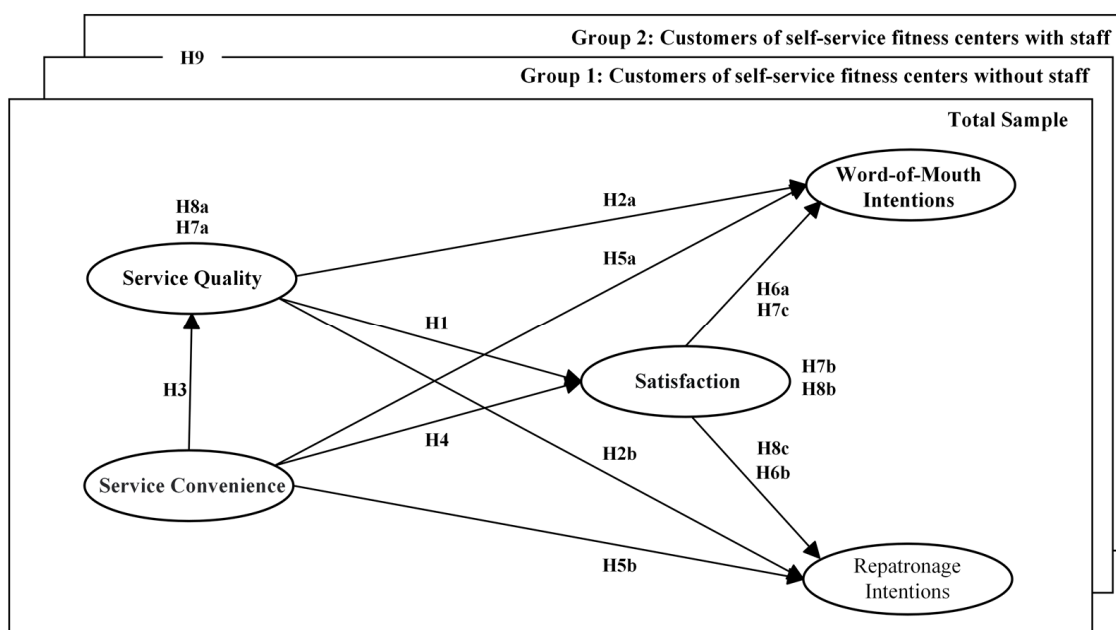 Group 2: Customers of self-service fitness centers with staff
H9
Group 1: Customers of self-service fitness centers without staff
Total Sample
Word-of-Mouth
Intentions
H2a
H8a
H7a
H5a
Service Quality
H6a
H7c
H1
H7b
Satisfaction
H8b
H3
H4
H8c
H2b
H6b
Service Convenience
H5b
Repatronage
Intentions